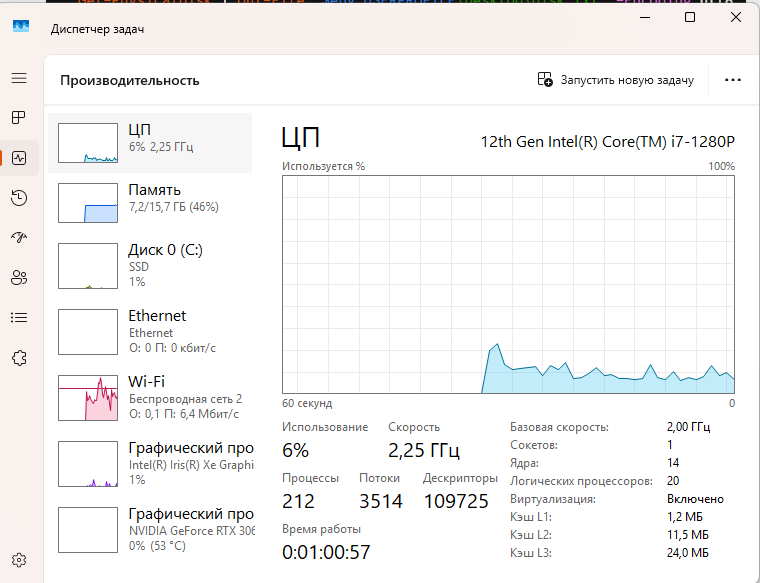 Диспетчер задач
Производительность
Запустить новую задачу
ЦП
6% 2,25 ГГц
Память
7,2/15,7 ГБ (46%)
Диск 0 (C:)
SSD
1%
Ethernet
Ethernet
О: 0 П: 0 кбит/с
Wi-Fi
Беспроводная сеть 2
О: 0,1 П: 6,4 Мбит/с
Графический про
Intel(R) Iris(R) Xe Graphi
1%
Графический про
NVIDIA GeForce RTX 306
0% (53 °C)
ЦП
12th Gen Intel(R) Core(TM) i7-1280P
Используется %
100%
60 секунд
0
Использование
Скорость
6%
2,25 ГГц
Процессы
Потоки
Дескрипторы
212
3514
109725
Время работы
0:01:00:57
Базовая скорость:
2,00 ГГц
Сокетов:
1
Ядра:
14
Логических процессоров:
20
Виртуализация:
Включено
Кэш L1:
1,2 МБ
Кэш L2:
11,5 МБ
Кэш L3:
24,0 МБ